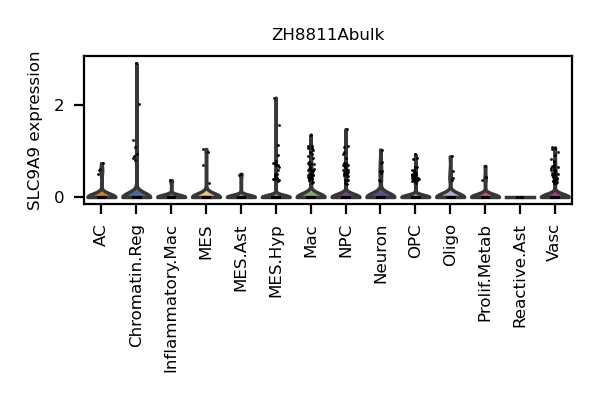 ZH8811Abulk
SLC9A9 expression
2
0
AC
Chromatin.Reg
Inflammatory.Mac
MES
MES.Ast
MES.Hyp
Mac
NPC
Neuron
OPC
Oligo
Prolif.Metab
Reactive.Ast
Vasc